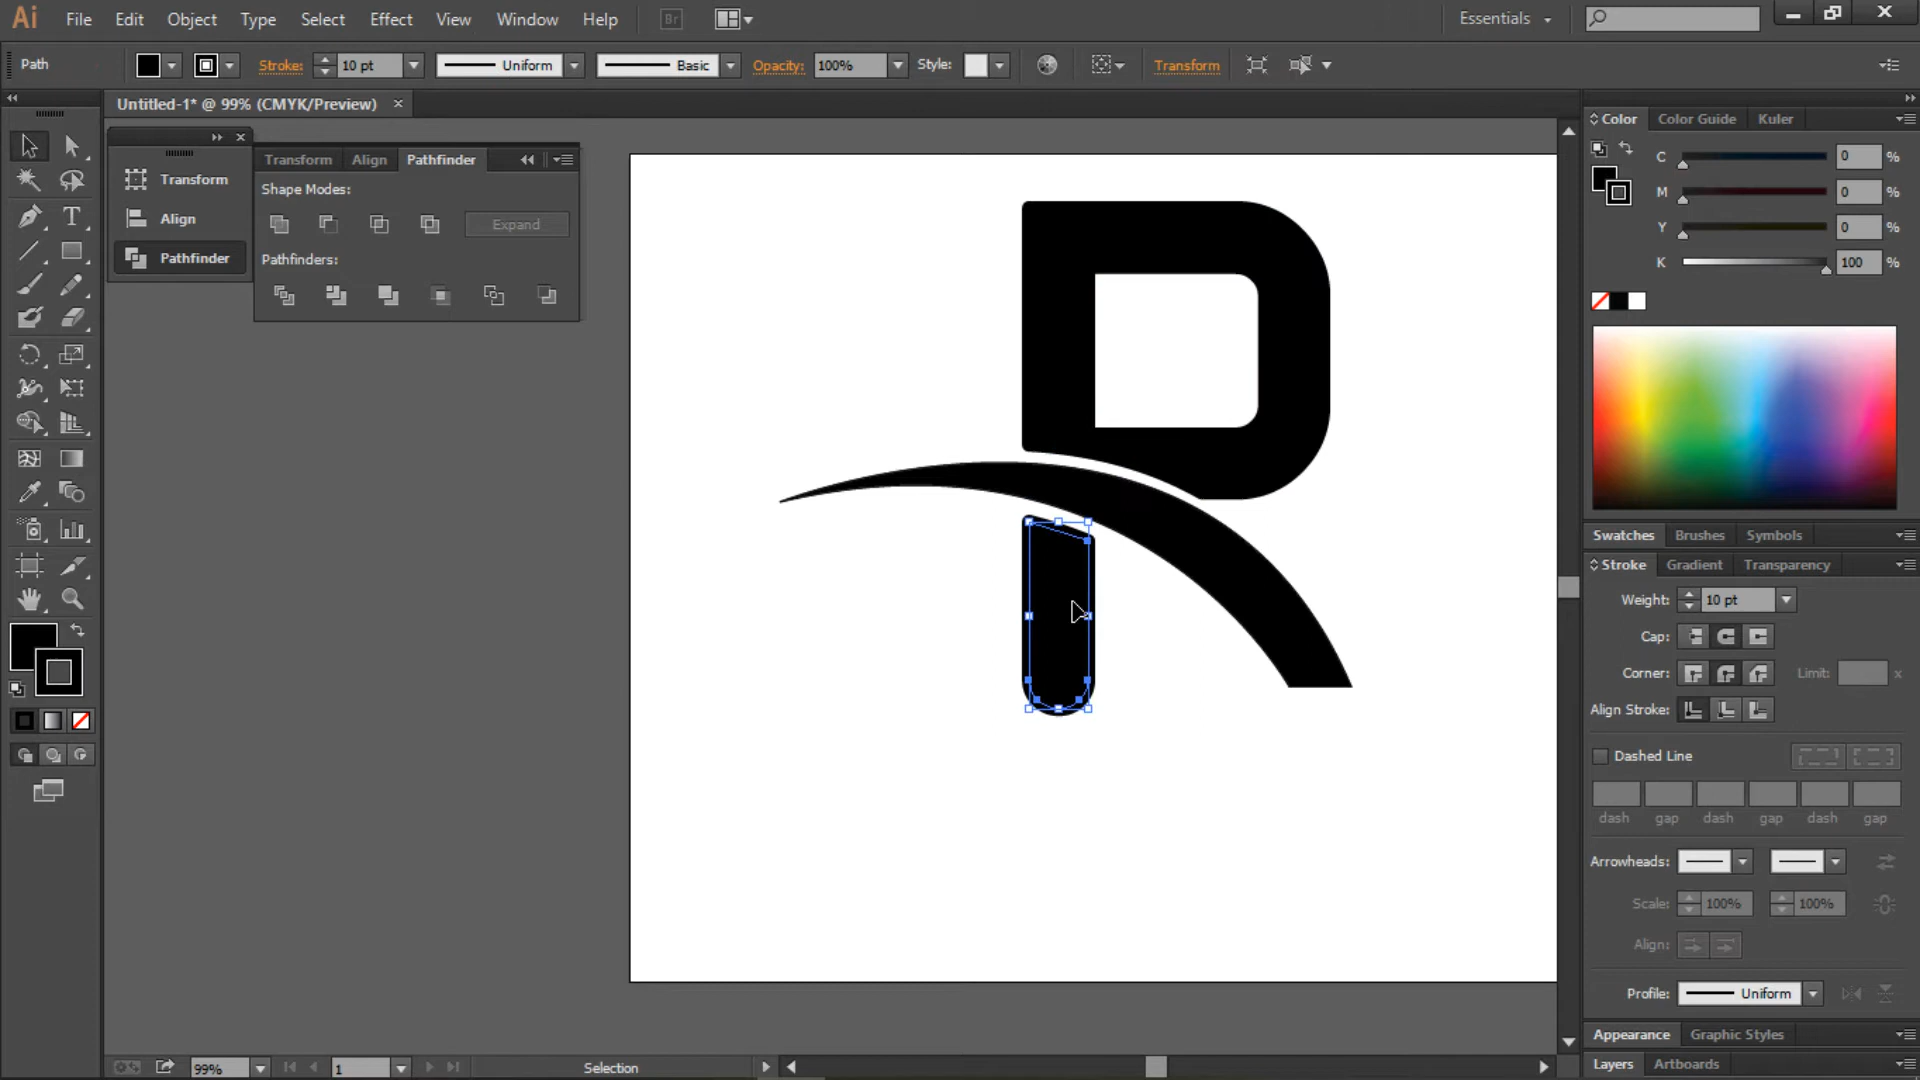 Ai File Edit Object Type Select Effect View Window Help Br Essentials
Path Stroke: 10 pt Uniform Basic Opacity: 100% Style: Transform
Untitled-1* @ 99% (CMYK/Preview)
Color Color Guide Kuler
Transform Align Pathfinder
C 0 %
Transform
Shape Modes:
M 0 %
Align
Expand
Y 0 %
Pathfinder
Pathfinders:
K 100 %
R
Swatches Brushes Symbols
Stroke Gradient Transparency
Weight: 10 pt
Cap:
Corner: Limit: x
Align Stroke:
Dashed Line
dash gap dash gap dash gap
Arrowheads:
Scale: 100% 100%
Align:
Profile: Uniform
Appearance Graphic Styles
Layers Artboards
99% 1 Selection